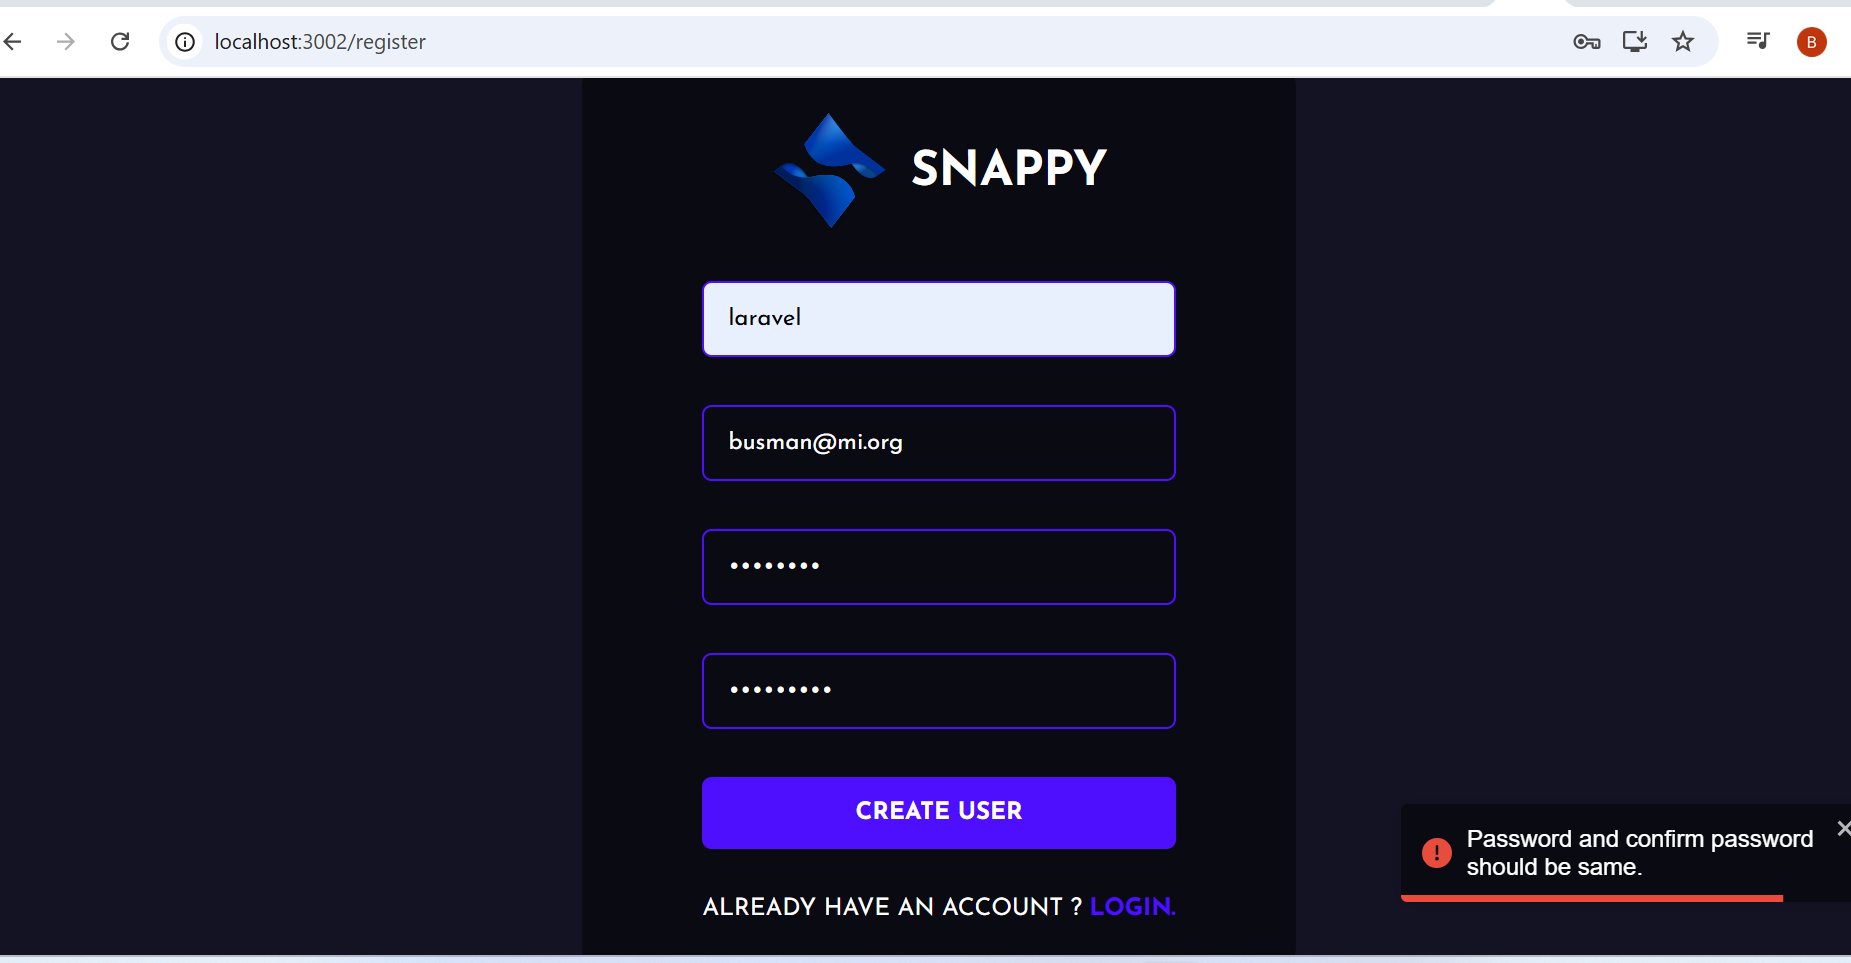 localhost:3002/register
B
SNAPPY
laravel
busman@mi.org
••••••••
•••••••••
CREATE USER
Password and confirm password
should be same.
ALREADY HAVE AN ACCOUNT ? LOGIN.